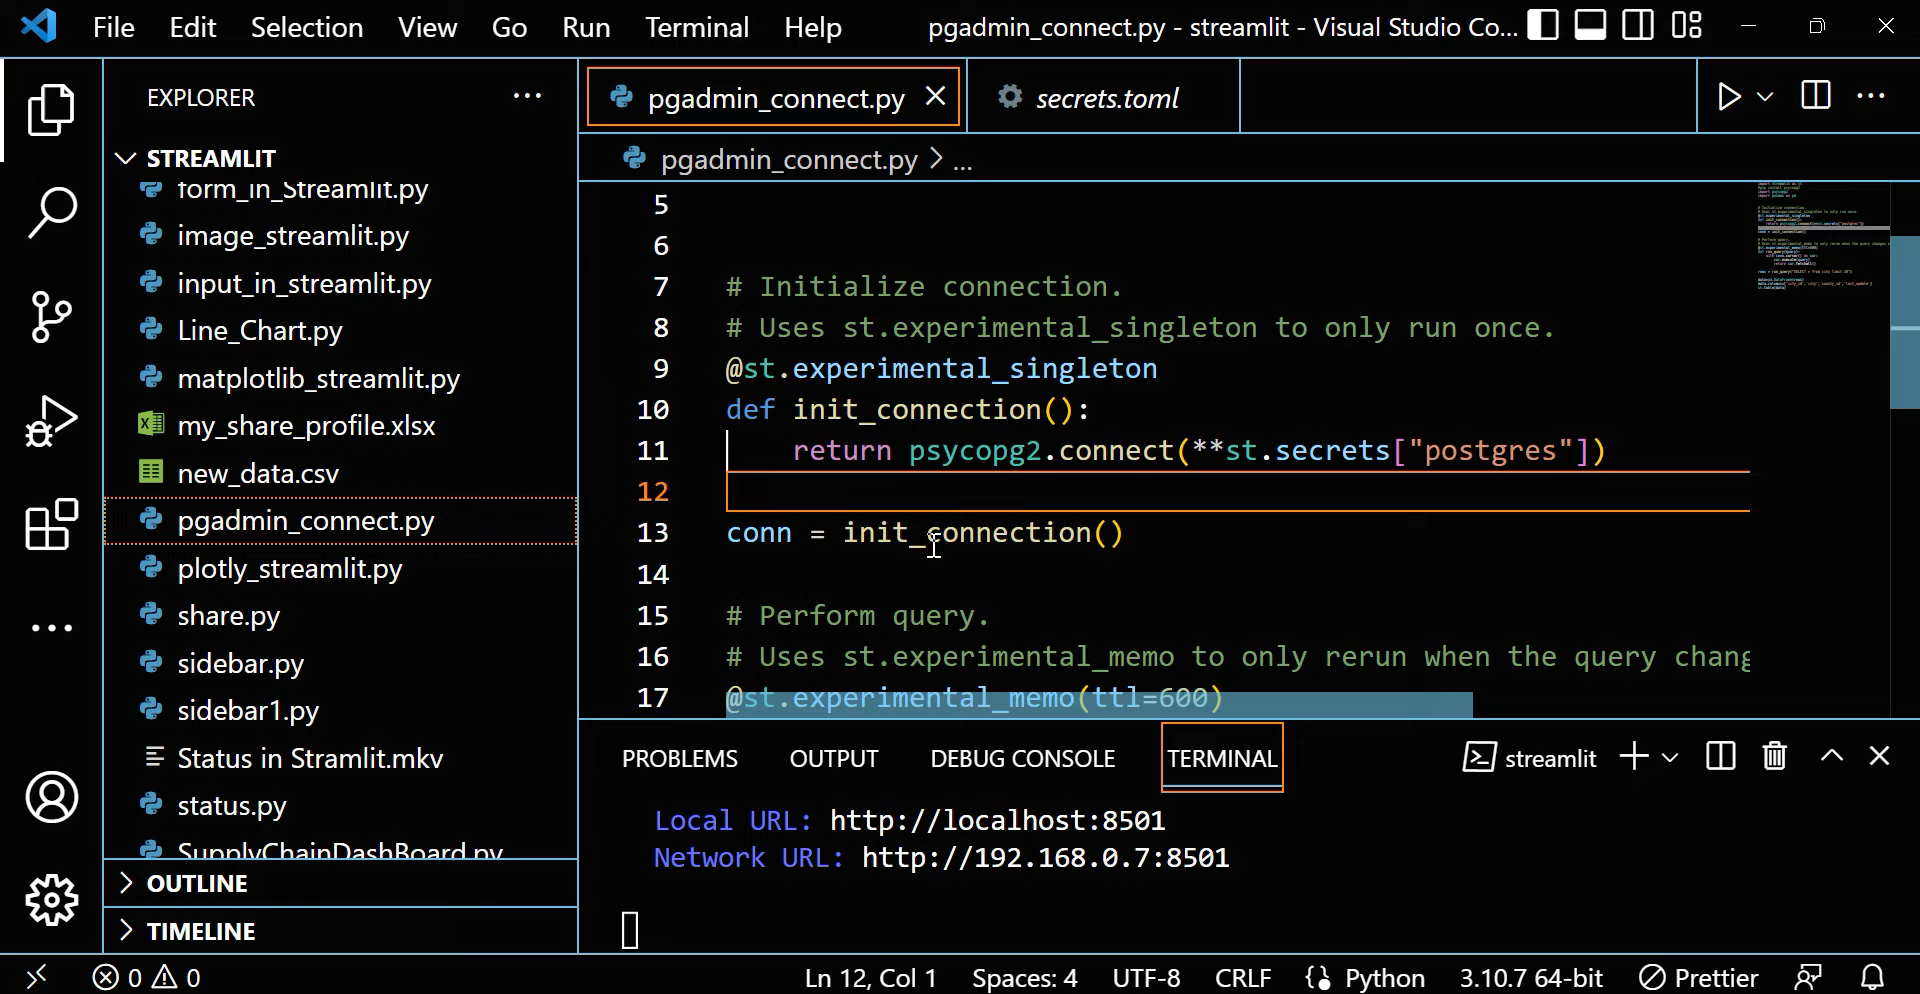 File Edit Selection View Go Run Terminal Help pgadmin_connect.py - streamlit - Visual Studio Co...
EXPLORER
STREAMLIT
form_in_Streamlit.py
image_streamlit.py
input_in_streamlit.py
Line_Chart.py
matplotlib_streamlit.py
my_share_profile.xlsx
new_data.csv
pgadmin_connect.py
plotly_streamlit.py
share.py
sidebar.py
sidebar1.py
Status in Stramlit.mkv
status.py
SupplyChainDashBoard.py
OUTLINE
TIMELINE
pgadmin_connect.py secrets.toml
pgadmin_connect.py > ...
5
6
7 # Initialize connection.
8 # Uses st.experimental_singleton to only run once.
9 @st.experimental_singleton
10 def init_connection():
11 return psycopg2.connect(**st.secrets["postgres"])
12
13 conn = init_connection()
14
15 # Perform query.
16 # Uses st.experimental_memo to only rerun when the query chang
17 @st.experimental_memo(ttl=600)
PROBLEMS OUTPUT DEBUG CONSOLE TERMINAL streamlit
Local URL: http://localhost:8501
Network URL: http://192.168.0.7:8501
0 0 Ln 12, Col 1 Spaces: 4 UTF-8 CRLF Python 3.10.7 64-bit Prettier